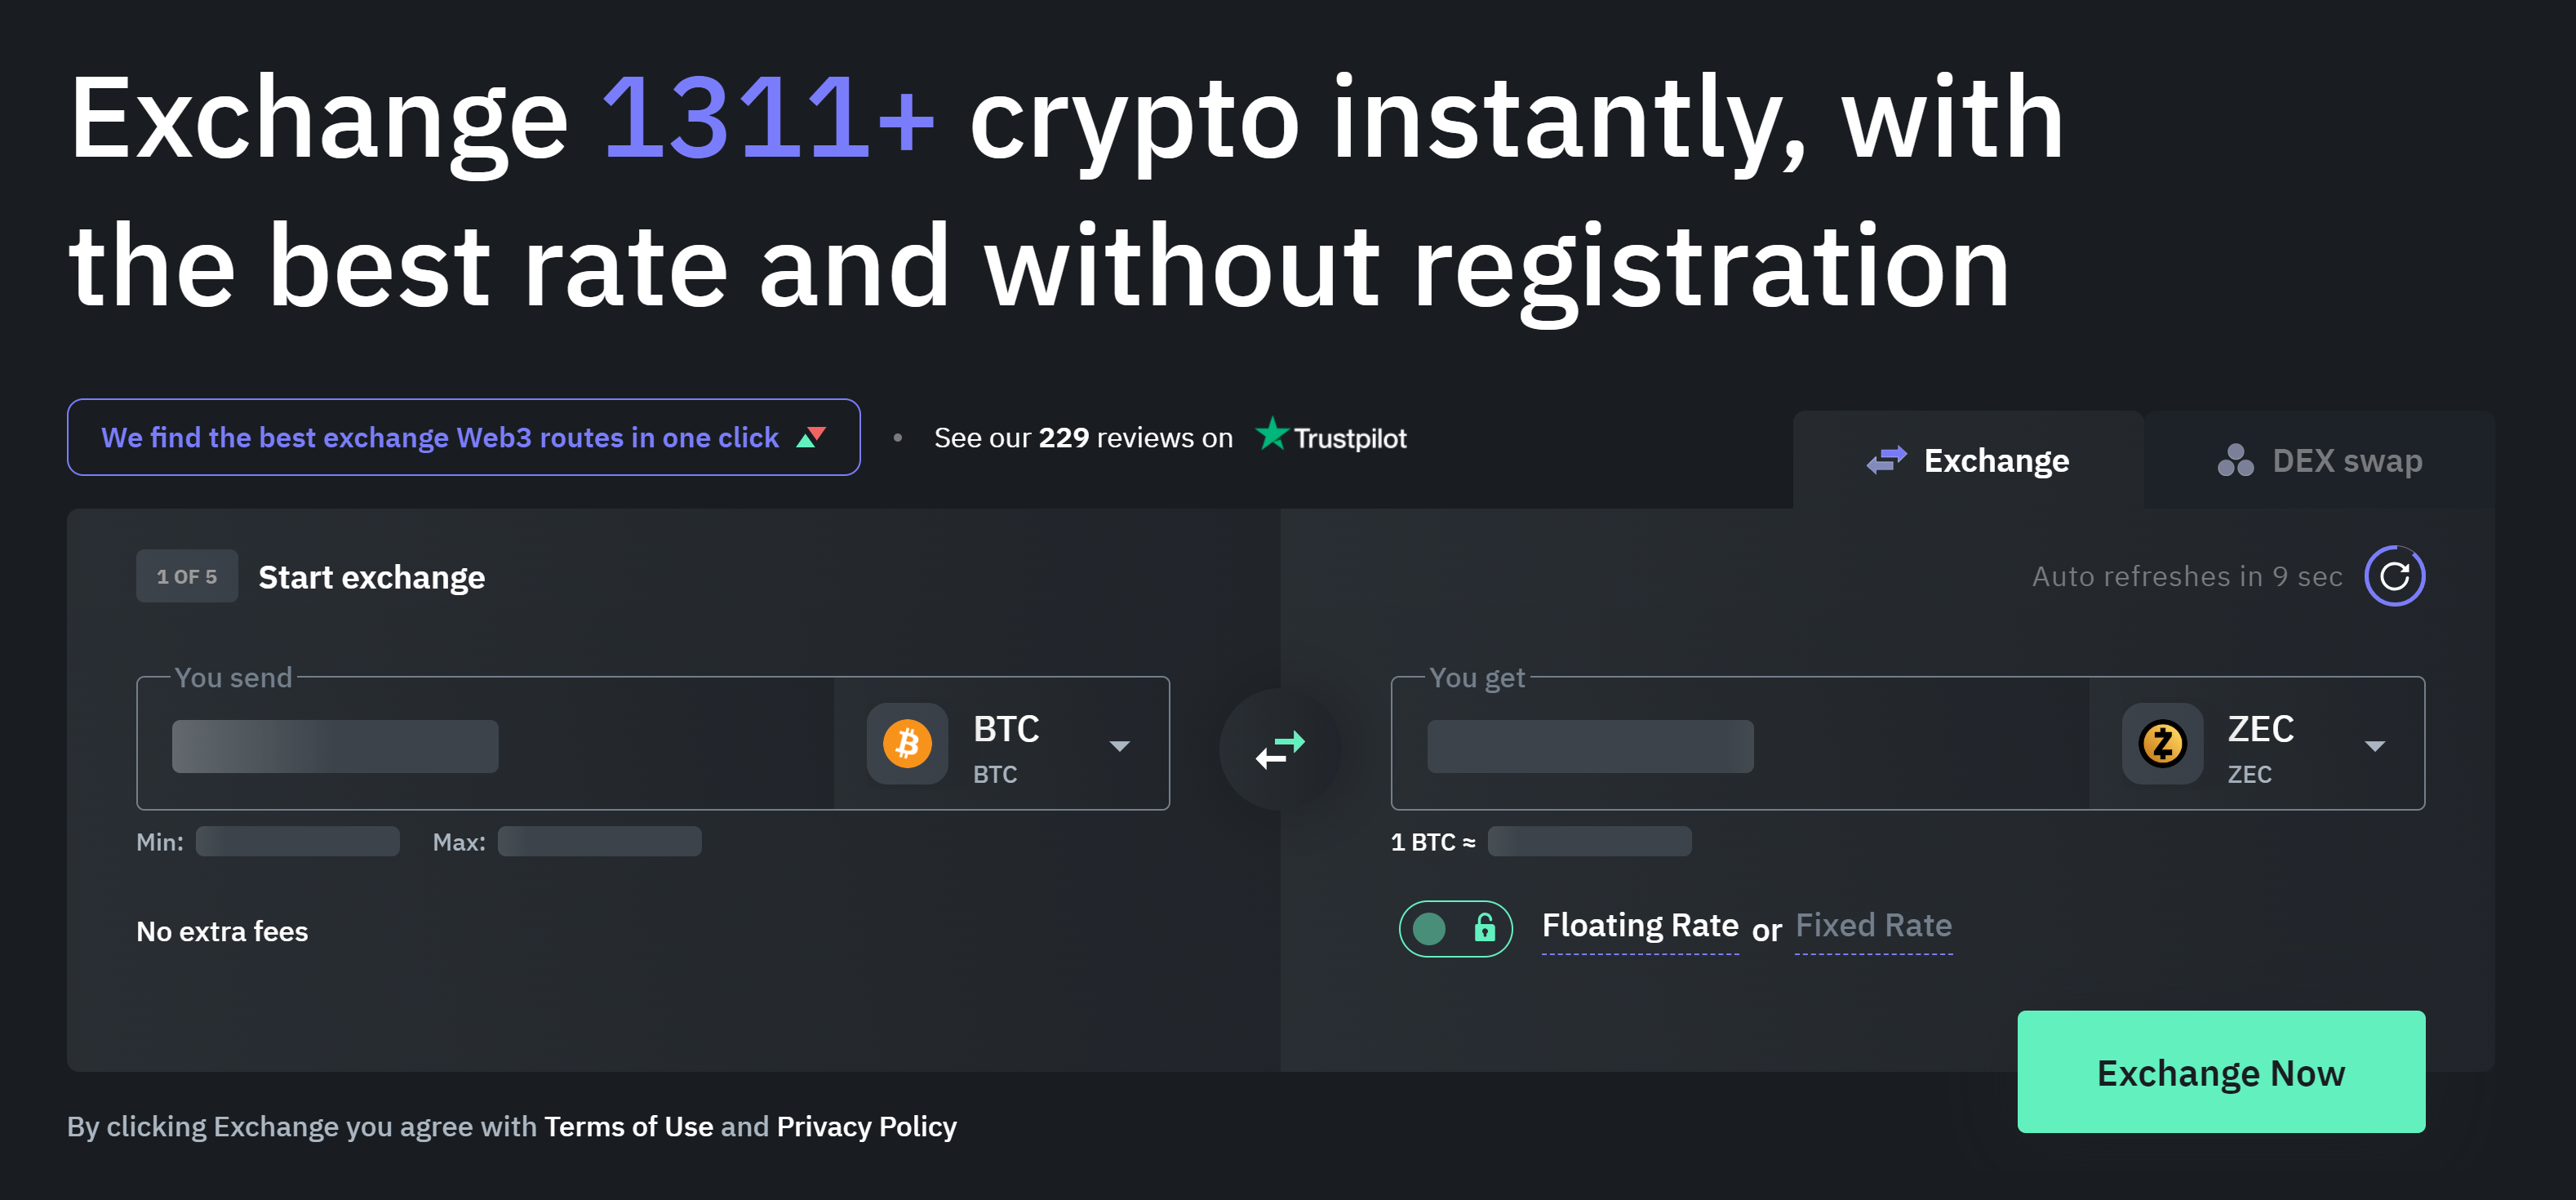 Exchange 1311+ crypto instantly, with
the best rate and without registration
We find the best exchange Web3 routes in one click
• See our 229 reviews on Trustpilot
Exchange
DEX swap
1 OF 5 Start exchange
Auto refreshes in 9 sec
You send
BTC
BTC
Min: Max:
No extra fees
You get
ZEC
ZEC
1 BTC ≈
Floating Rate or Fixed Rate
Exchange Now
By clicking Exchange you agree with Terms of Use and Privacy Policy